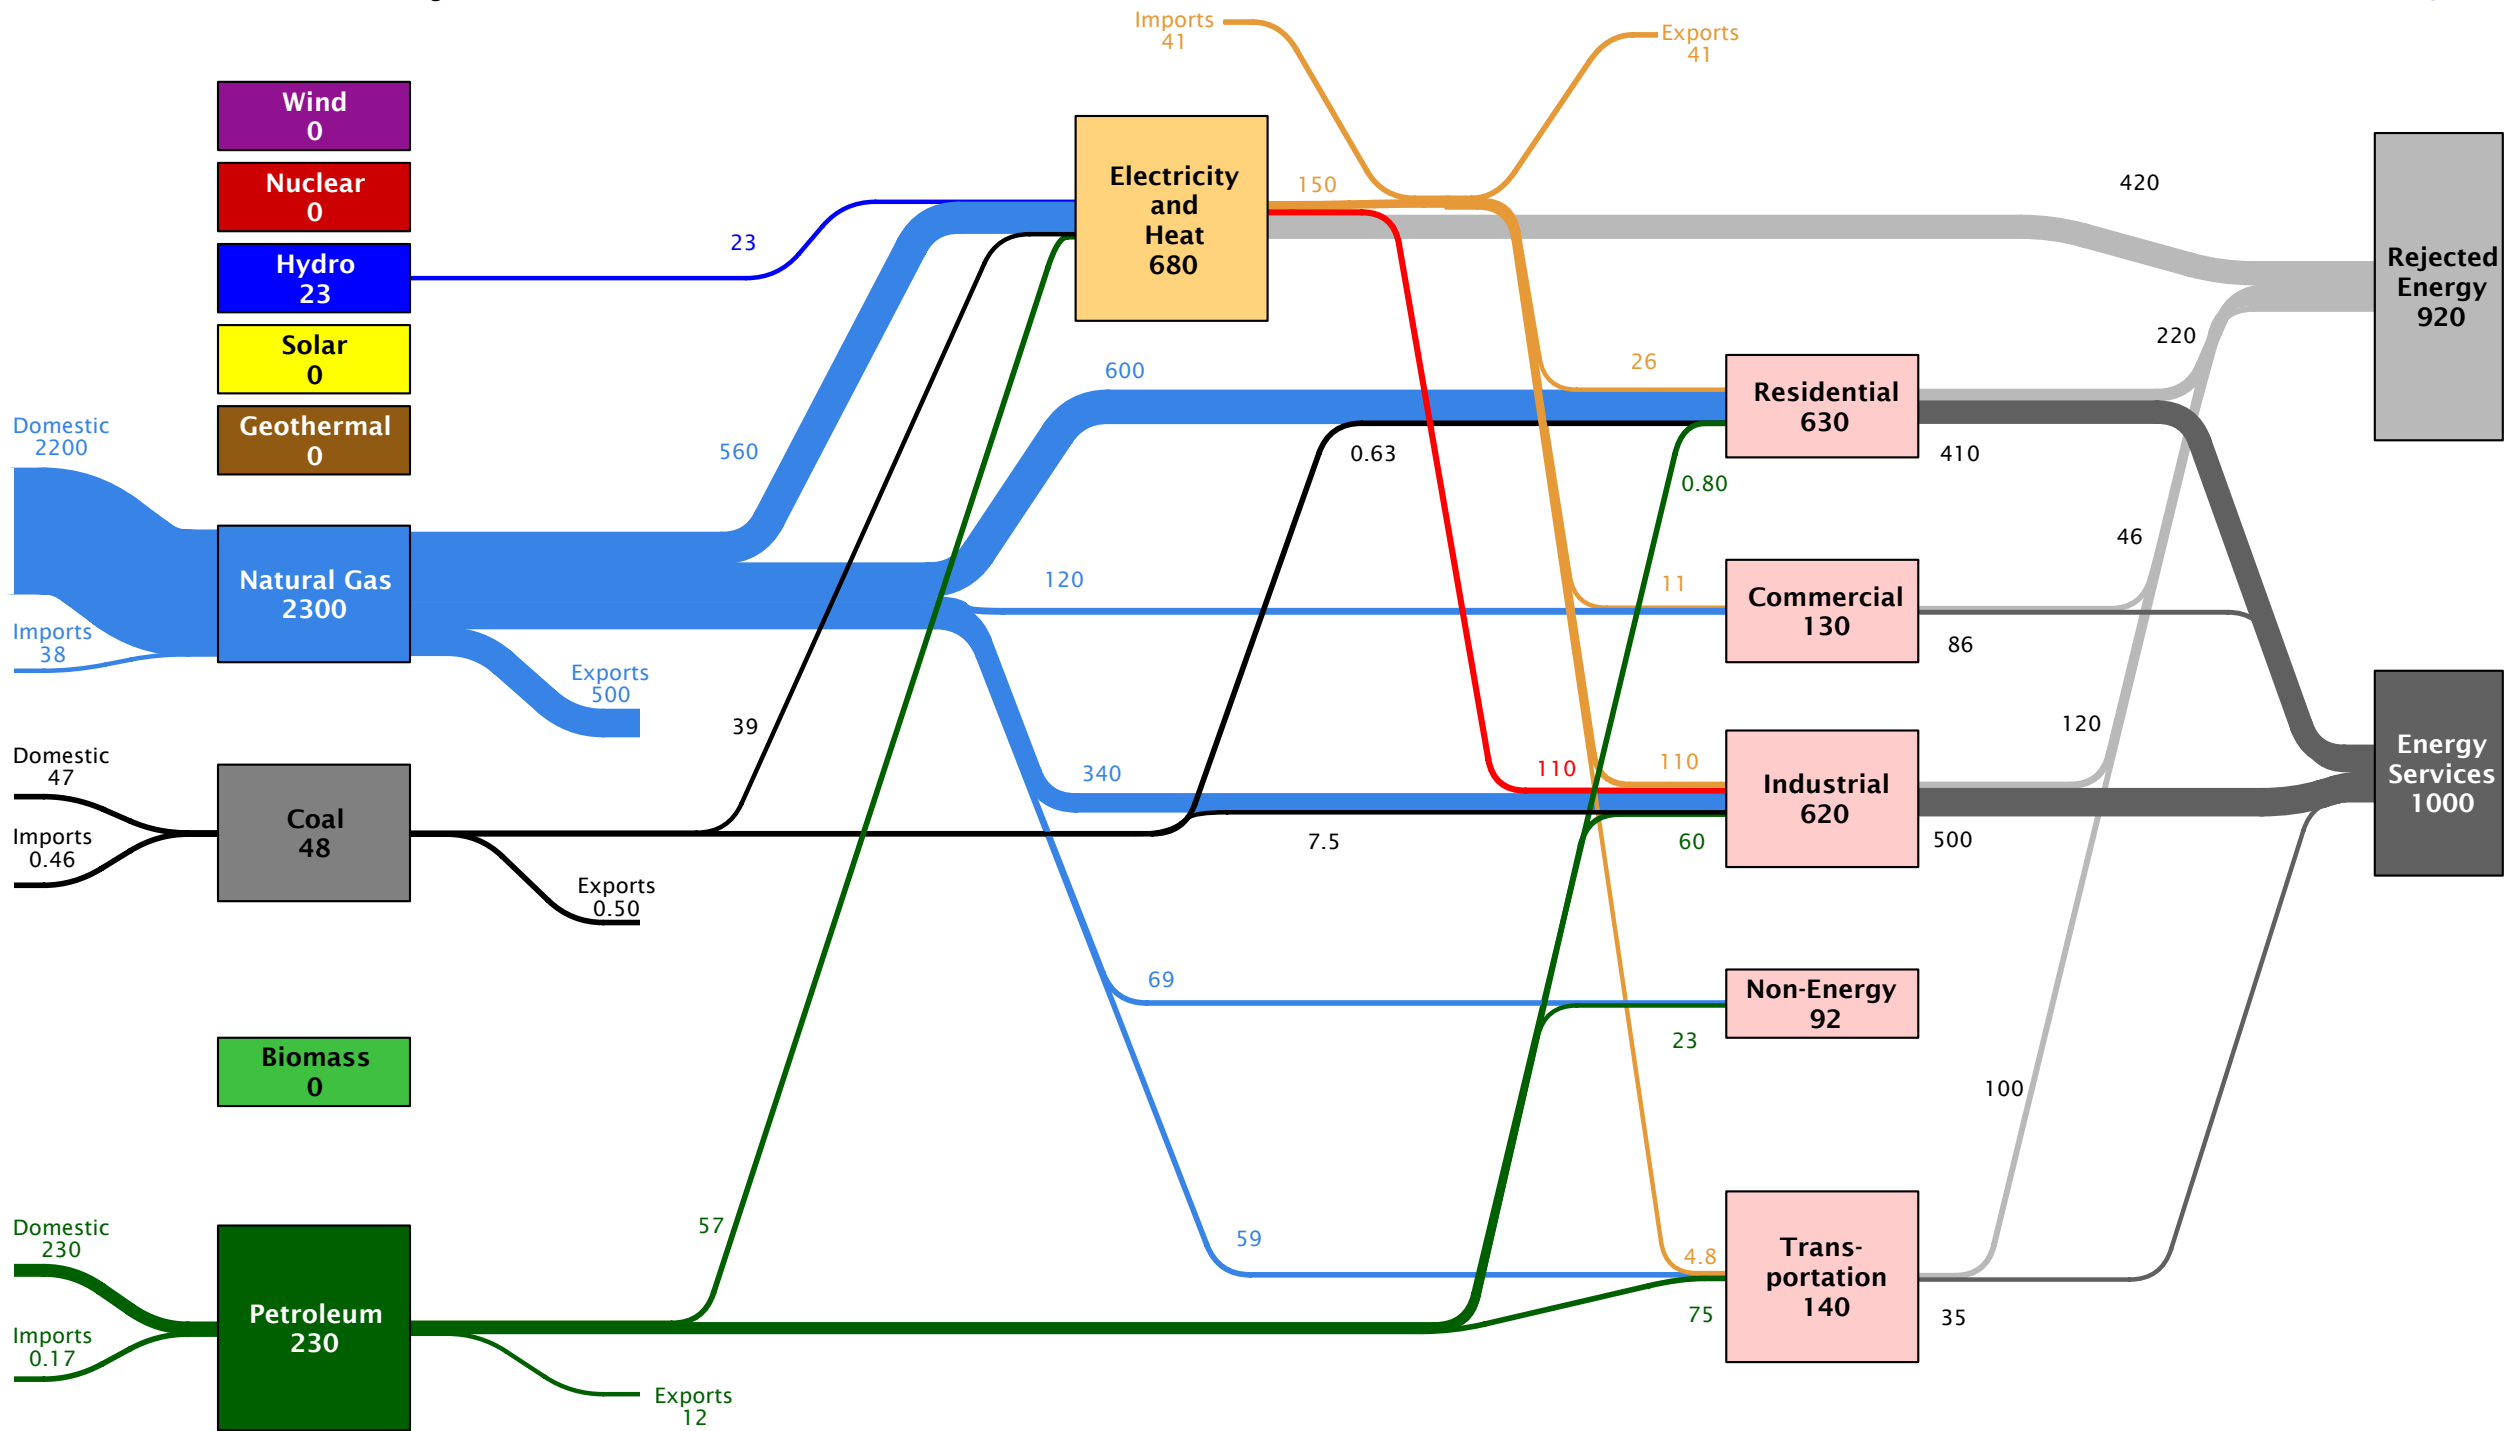 Imports
41
Exports
41
Wind
0
Nuclear
0
Hydro
23
Solar
0
Geothermal
0
Domestic
2200
Natural Gas
2300
Imports
38
Exports
500
Domestic
47
Imports
0.46
Coal
48
Exports
0.50
Biomass
0
Domestic
230
Imports
0.17
Petroleum
230
Exports
12
23
560
39
57
Electricity
and
Heat
680
150
600
120
340
69
59
0.63
7.5
110
26
0.80
11
110
60
23
4.8
75
Residential
630
Commercial
130
Industrial
620
Non-Energy
92
Trans-
portation
140
420
220
410
46
86
120
500
100
35
Rejected
Energy
920
Energy
Services
1000